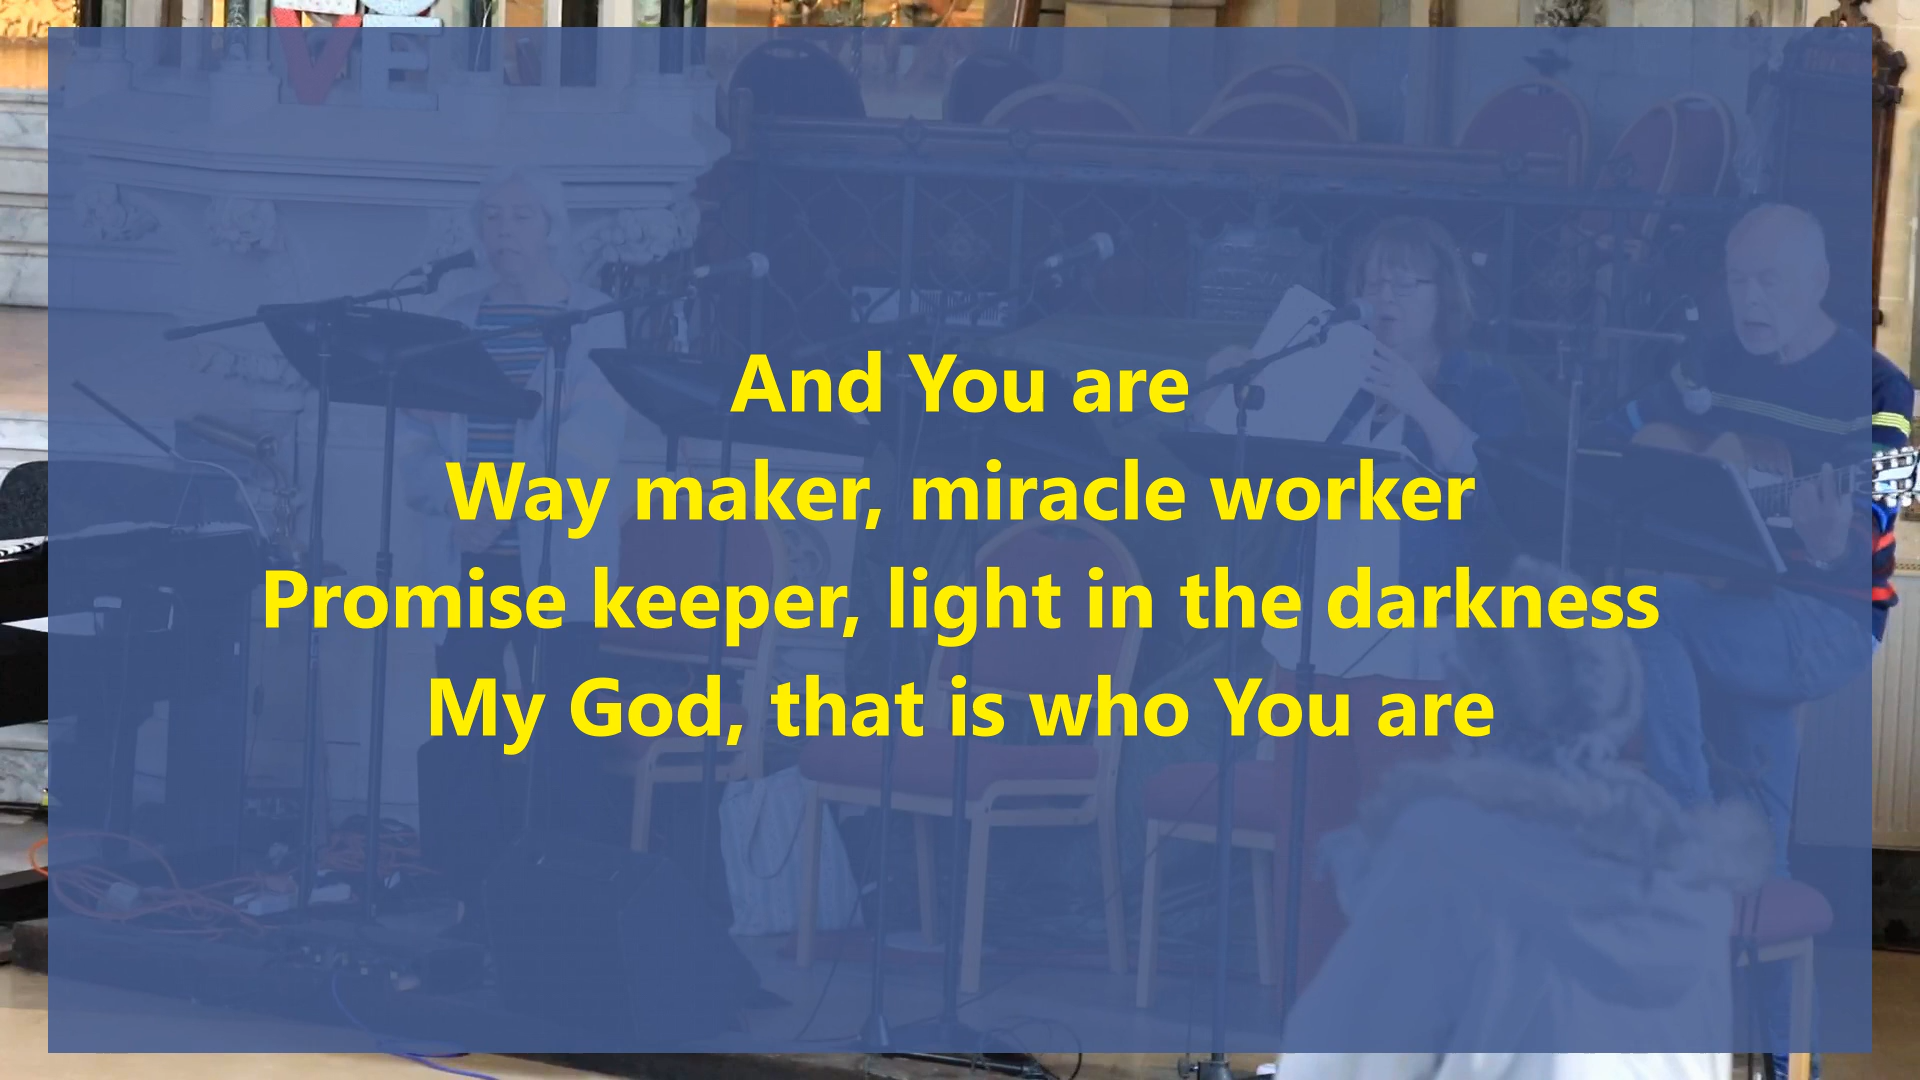 VE
And You are
Way maker, miracle worker
Promise keeper, light in the darkness
My God, that is who You are